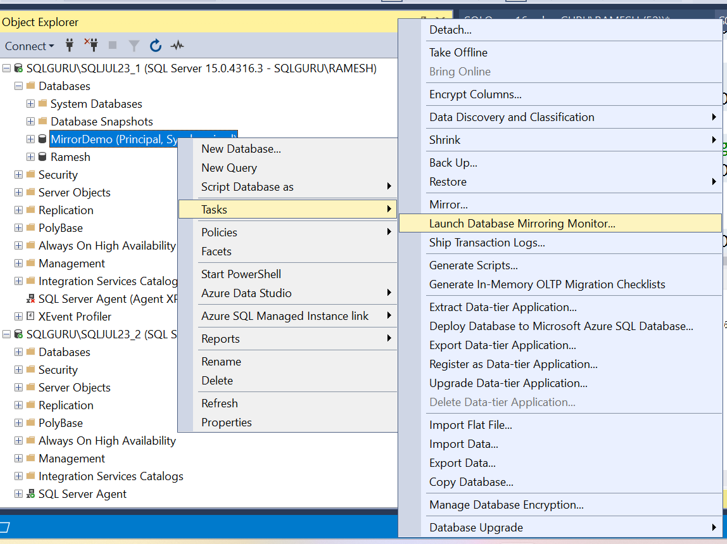 Object Explorer
Connect
SQLGURU\SQLJUL23_1 (SQL Server 15.0.4316.3 - SQLGURU\RAMESH)
Databases
System Databases
Database Snapshots
MirrorDemo (Principal,
Ramesh
Security
Server Objects
Replication
PolyBase
Always On High Availability
Management
Integration Services Catalog
SQL Server Agent (Agent XP
XEvent Profiler
SQLGURU\SQLJUL23_2 (SQL S
Databases
Security
Server Objects
Replication
PolyBase
Always On High Availability
Management
Integration Services Catalogs
SQL Server Agent
New Database...
New Query
Script Database as
Tasks
Policies
Facets
Start PowerShell
Azure Data Studio
Azure SQL Managed Instance link
Reports
Rename
Delete
Refresh
Properties
Detach...
Take Offline
Bring Online
Encrypt Columns...
Data Discovery and Classification
Shrink
Back Up...
Restore
Mirror...
Launch Database Mirroring Monitor...
Ship Transaction Logs...
Generate Scripts...
Generate In-Memory OLTP Migration Checklists
Extract Data-tier Application...
Deploy Database to Microsoft Azure SQL Database...
Export Data-tier Application...
Register as Data-tier Application...
Upgrade Data-tier Application...
Delete Data-tier Application...
Import Flat File...
Import Data...
Export Data...
Copy Database...
Manage Database Encryption...
Database Upgrade